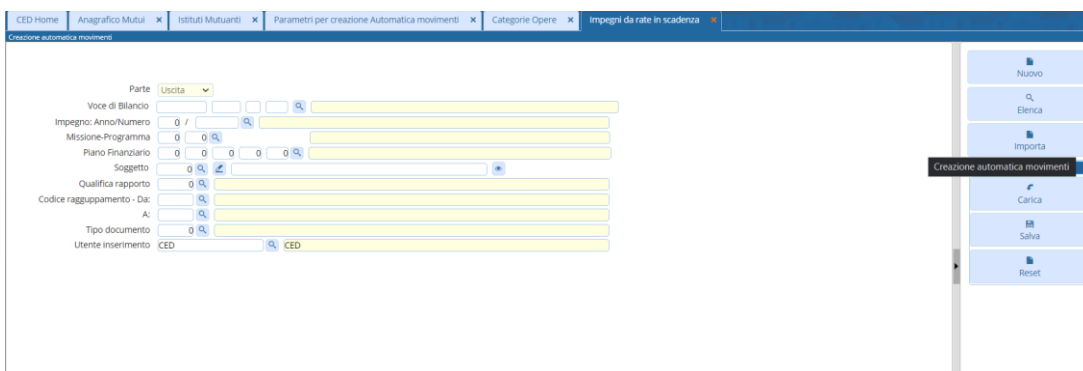 CED Home Anagrafico Mutui × Istituti Mutuanti × Parametri per creazione Automatica movimenti × Categorie Opere × Impegni da rate in scadenza ×
Creazione automatica movimenti
Parte Uscita
Voce di Bilancio
Impegno: Anno/Numero 0 /
Missione-Programma 0 0
Piano Finanziario 0 0 0 0 0
Soggetto 0
Qualifica rapporto 0
Codice ragguppamento - Da:
A:
Tipo documento 0
Utente inserimento CED CED
Nuovo
Elenca
Importa
Creazione automatica movimenti
Carica
Salva
Reset